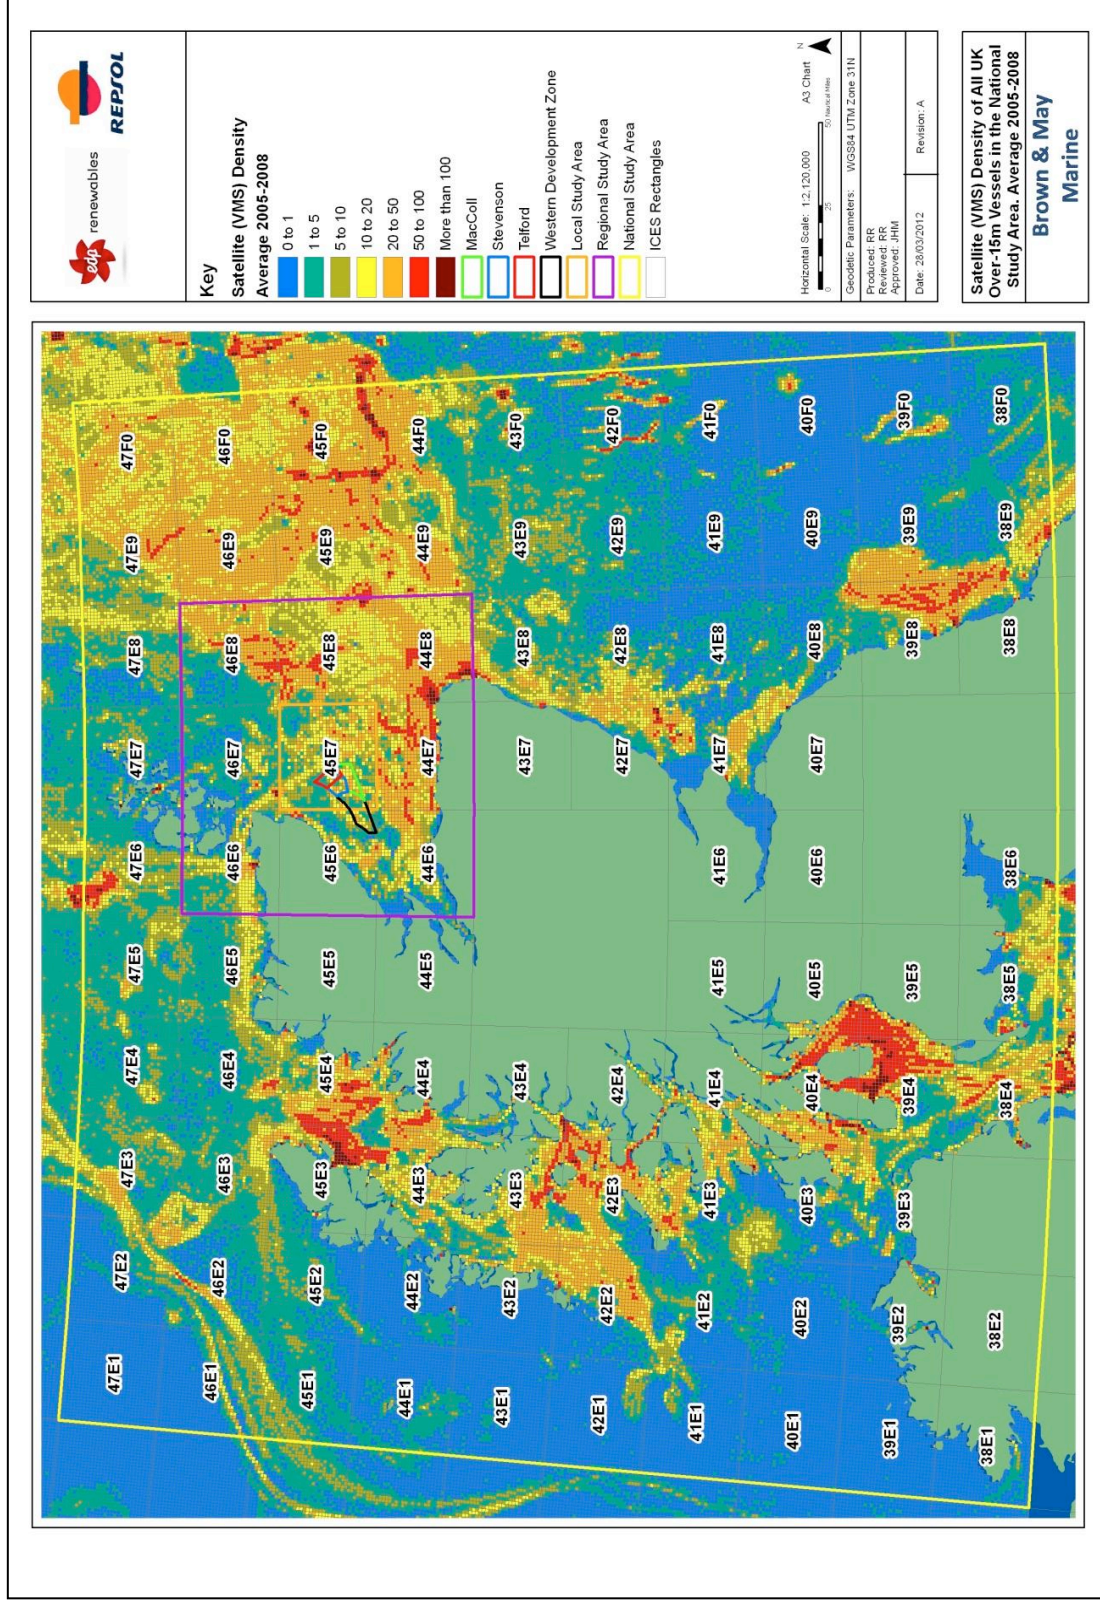 edp renewables
REPSOL
Key
Satellite (VMS) Density
Average 2005-2008
0 to 1
1 to 5
5 to 10
10 to 20
20 to 50
50 to 100
More than 100
MacColl
Stevenson
Telford
Western Development Zone
Local Study Area
Regional Study Area
National Study Area
ICES Rectangles
Horizontal Scale: 1:2,120,000
A3 Chart
N
0 25 50 Nautical Miles
Geodetic Parameters: WGS84 UTM Zone 31N
Produced: RR
Reviewed: RR
Approved: JHM
Date: 28/03/2012
Revision: A
Satellite (VMS) Density of All UK
Over-15m Vessels in the National
Study Area. Average 2005-2008
Brown & May
Marine
47E1 47E2 47E3 47E4 47E5 47E6 47E7 47E8 47E9 47F0
46E1 46E2 46E3 46E4 46E5 46E6 46E7 46E8 46E9 46F0
45E1 45E2 45E3 45E4 45E5 45E6 45E7 45E8 45E9 45F0
44E1 44E2 44E3 44E4 44E5 44E6 44E7 44E8 44E9 44F0
43E1 43E2 43E3 43E4 43E7 43E8 43E9 43F0
42E1 42E2 42E3 42E4 42E7 42E8 42E9 42F0
41E1 41E2 41E3 41E4 41E5 41E6 41E7 41E8 41E9 41F0
40E1 40E2 40E3 40E4 40E5 40E6 40E7 40E8 40E9 40F0
39E1 39E2 39E3 39E4 39E5 39E8 39E9 39F0
38E1 38E2 38E4 38E5 38E6 38E8 38E9 38F0